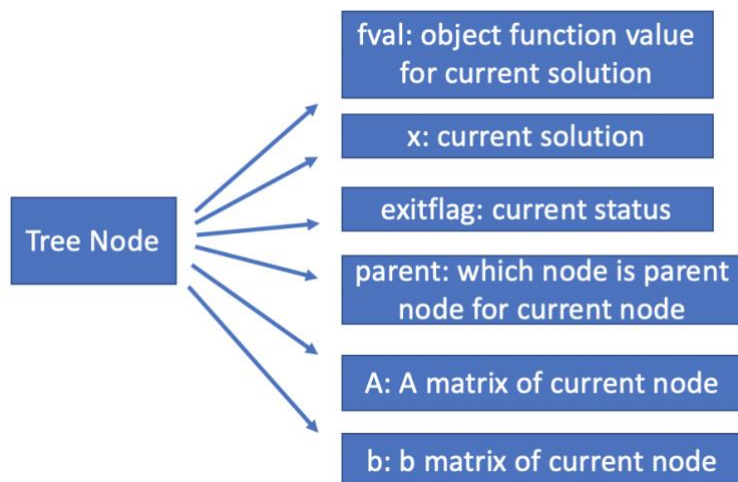 fval: object function value
for current solution
x: current solution
exitflag: current status
Tree Node
parent: which node is parent
node for current node
A: A matrix of current node
b: b matrix of current node